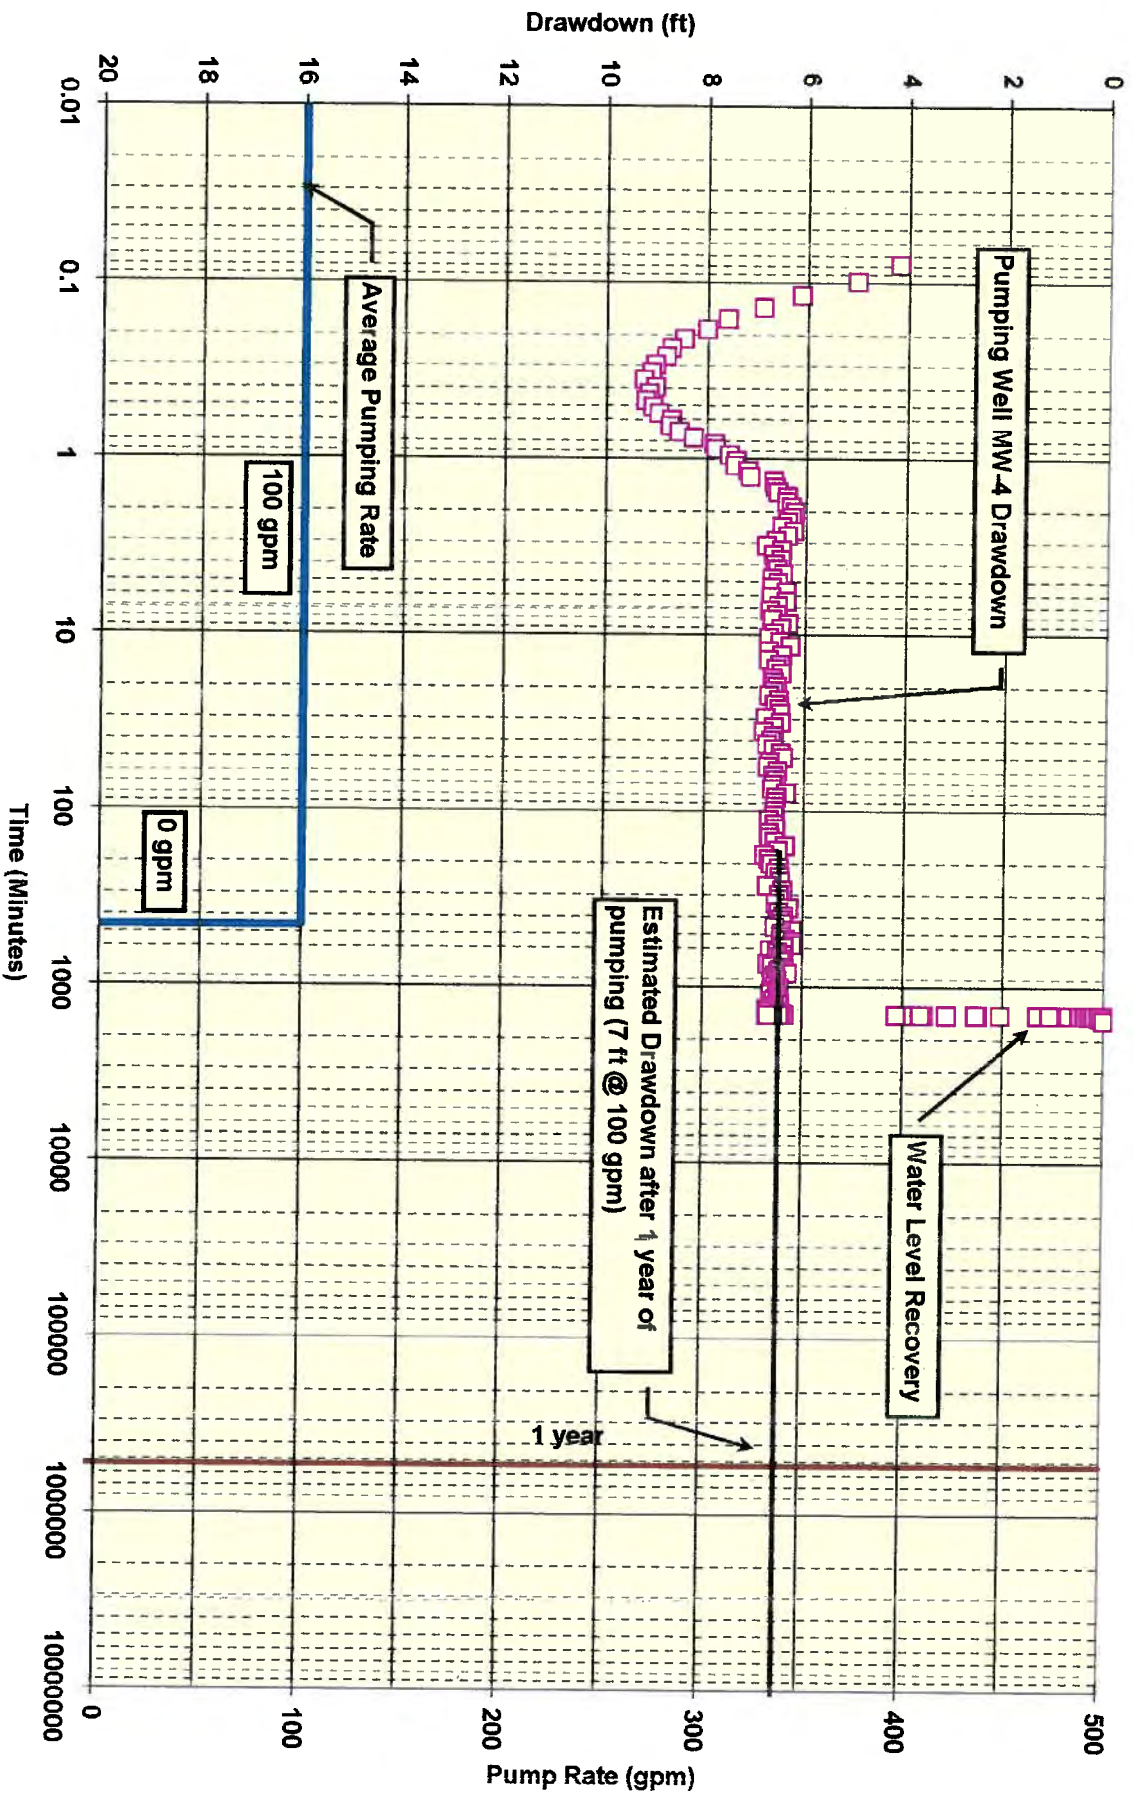 Drawdown (ft)
0
2
4
6
8
10
12
14
16
18
20
Pumping Well MW-4 Drawdown
Water Level Recovery
Estimated Drawdown after 1 year of
pumping (7 ft @ 100 gpm)
1 year
Average Pumping Rate
100 gpm
0 gpm
500
400
300
200
100
0
Pump Rate (gpm)
0.01
0.1
1
10
100
1000
10000
100000
1000000
10000000
Time (Minutes)